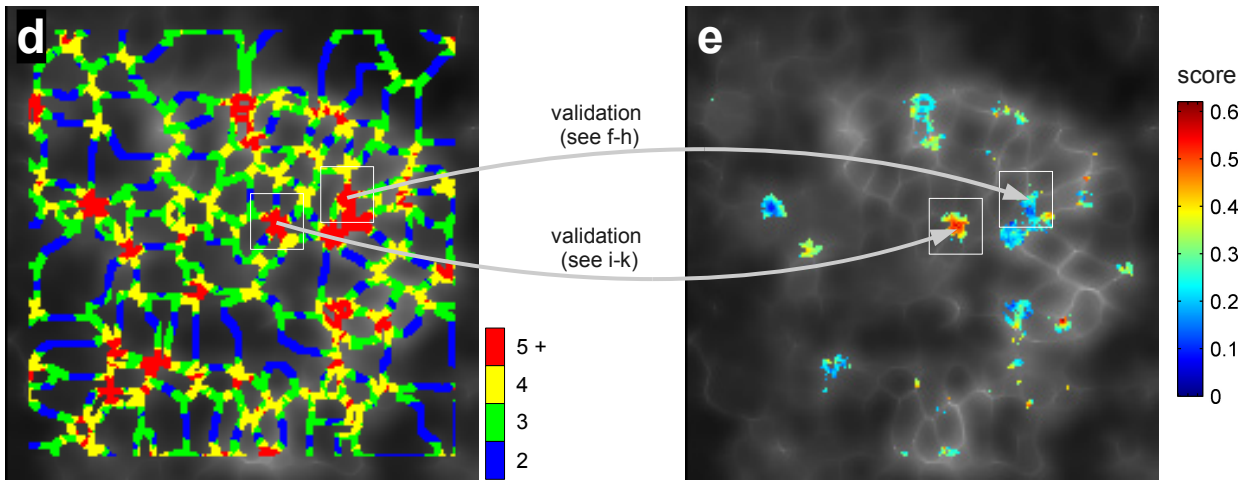 d
e
validation
(see f-h)
validation
(see i-k)
5 +
4
3
2
score
0.6
0.5
0.4
0.3
0.2
0.1
0